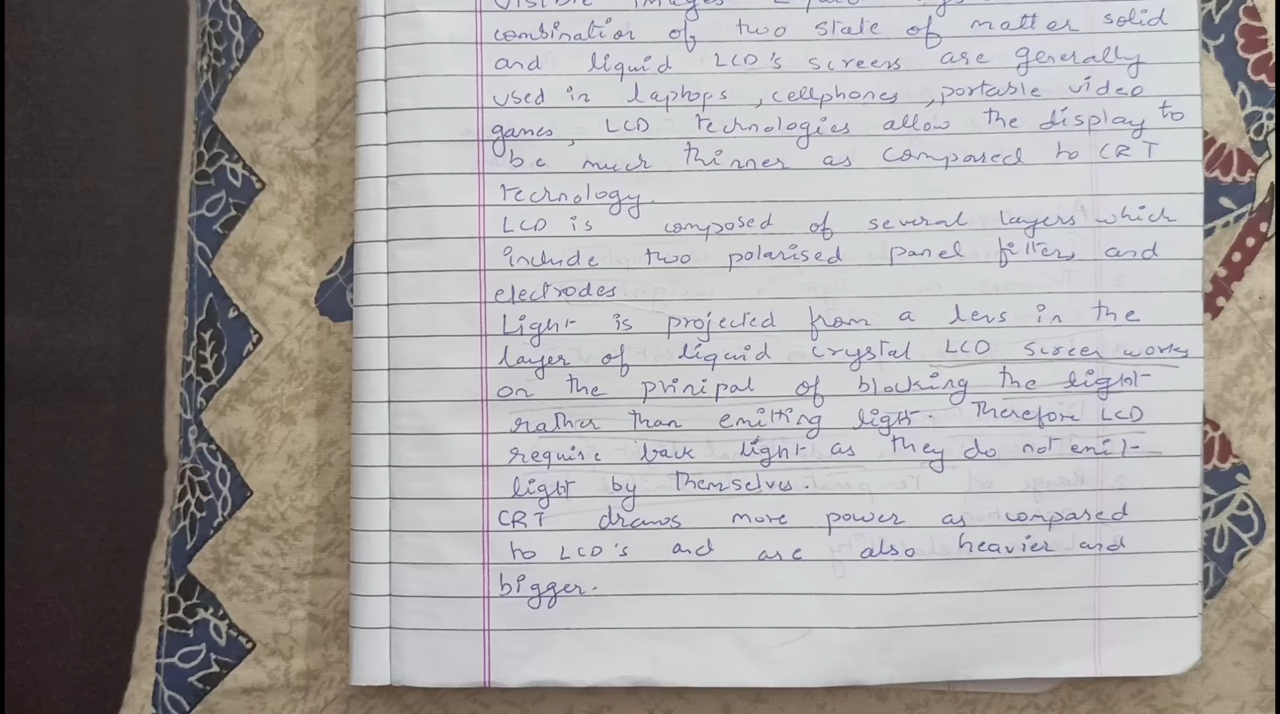 visible images
combination of two state of matter solid
and liquid LCD's screens are generally
used in laptops, cellphones, portable video
games, LCD technologies allow the display to
be much thinner as composed to CRT
technology.
LCD is composed of several layers which
include two polarised panel filters and
electrodes
Light is projected from a lens in the
layer of liquid crystal LCD screen works
on the prinipal of blocking the light
rather than emitting light. Therefore LCD
require back light as they do not emit
light by themselves.
CRT draws more power as compased
to LCD's and are also heavier and
bigger.